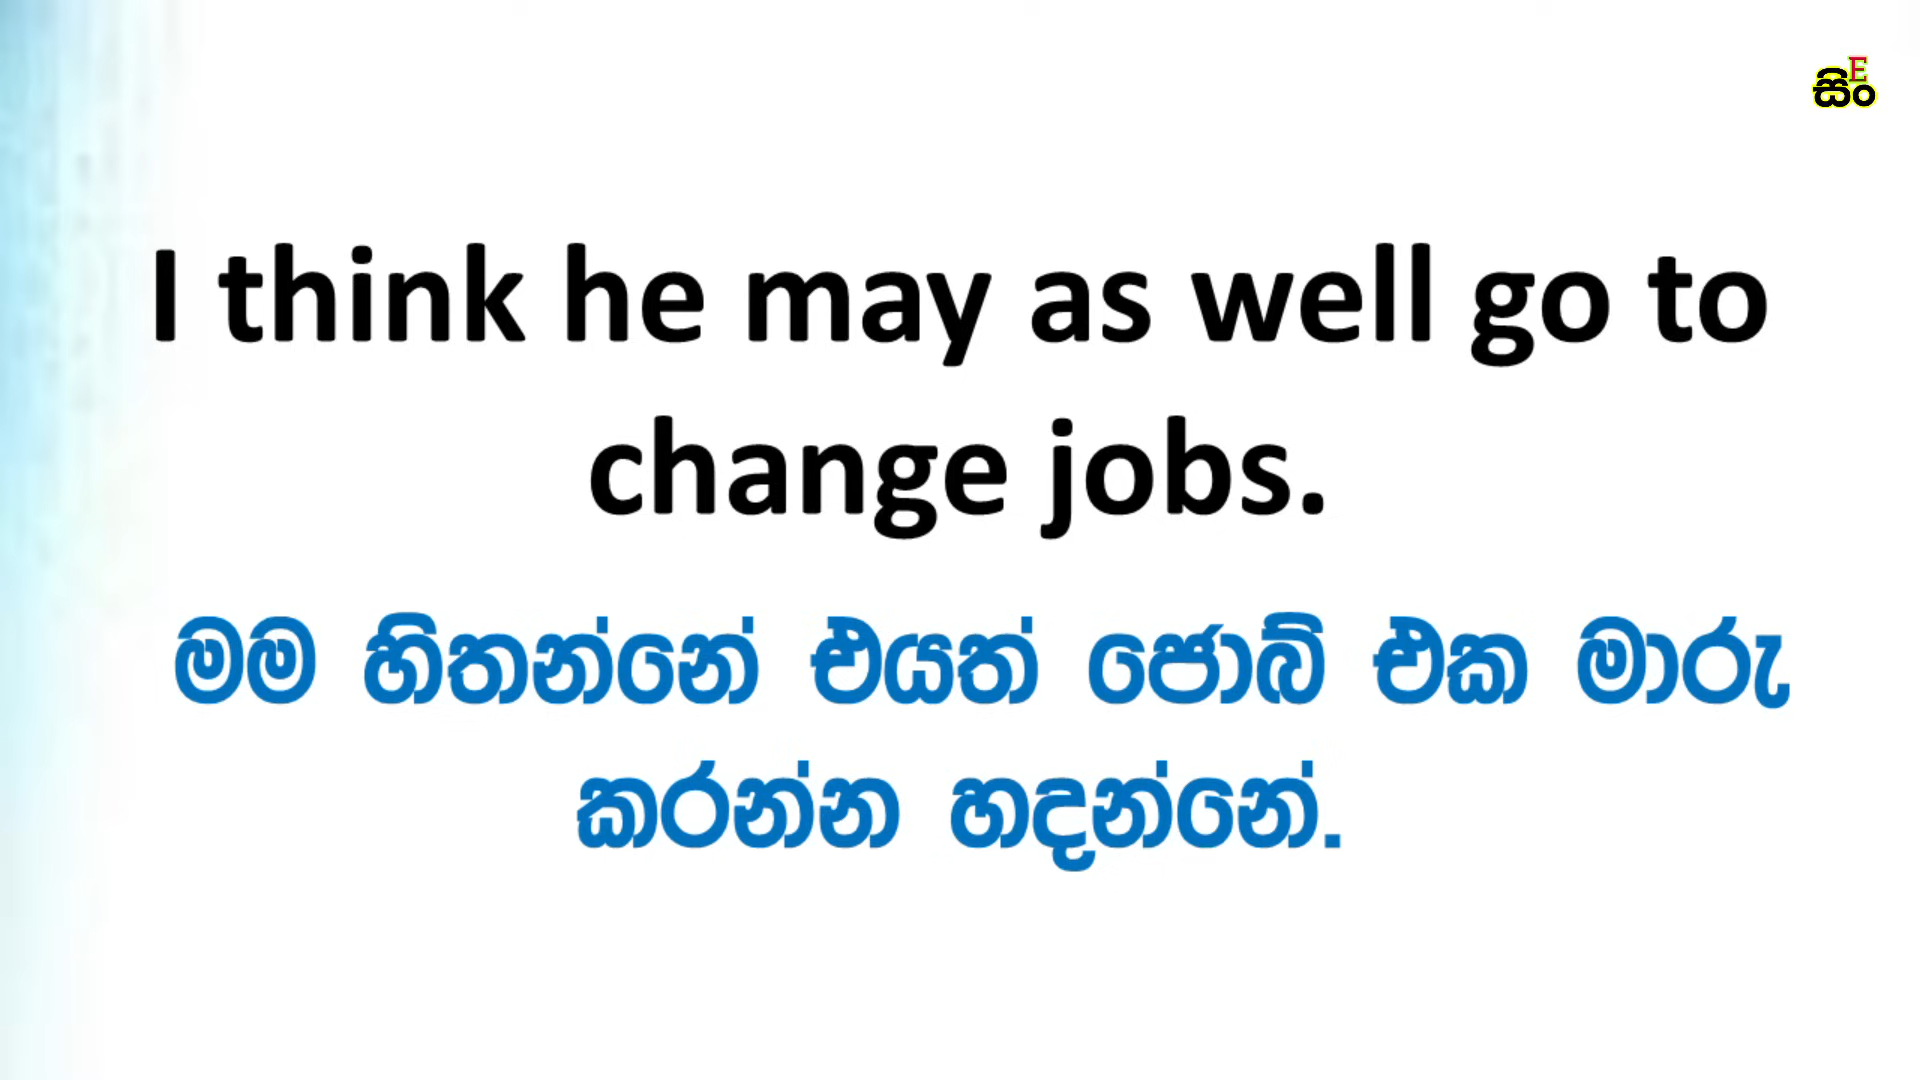 සිං E
I think he may as well go to
change jobs.
මම හිතන්නේ එයත් ජොබ් එක මාරු
කරන්න හදන්නේ.